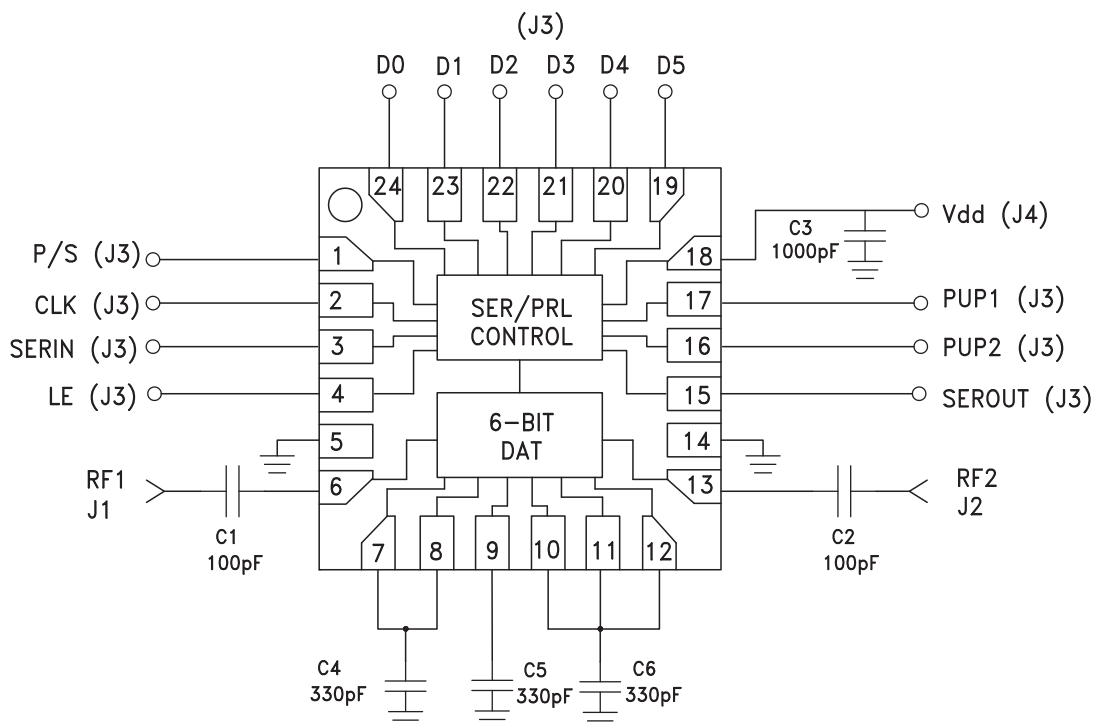 (J3)
D0 D1 D2 D3 D4 D5
24 23 22 21 20 19
P/S (J3)
CLK (J3)
SERIN (J3)
LE (J3)
1
2
3
4
5
6
SER/PRL
CONTROL
6-BIT
DAT
18
17
16
15
14
13
C3
1000pF
Vdd (J4)
PUP1 (J3)
PUP2 (J3)
SEROUT (J3)
RF1
J1
C1
100pF
RF2
J2
C2
100pF
7 8 9 10 11 12
C4
330pF
C5
330pF
C6
330pF